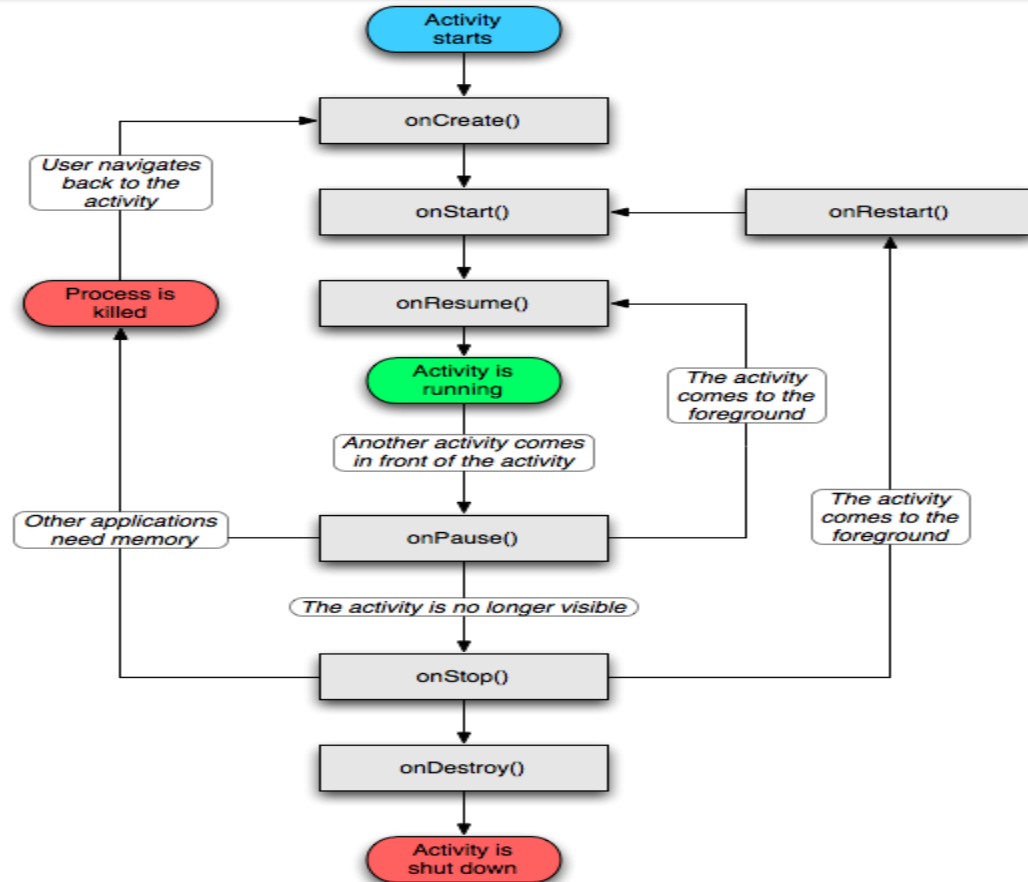 Activity
starts
onCreate()
User navigates
back to the
activity
onStart()
onRestart()
Process is
killed
onResume()
Activity is
running
The activity
comes to the
foreground
Another activity comes
in front of the activity
Other applications
need memory
onPause()
The activity
comes to the
foreground
The activity is no longer visible
onStop()
onDestroy()
Activity is
shut down